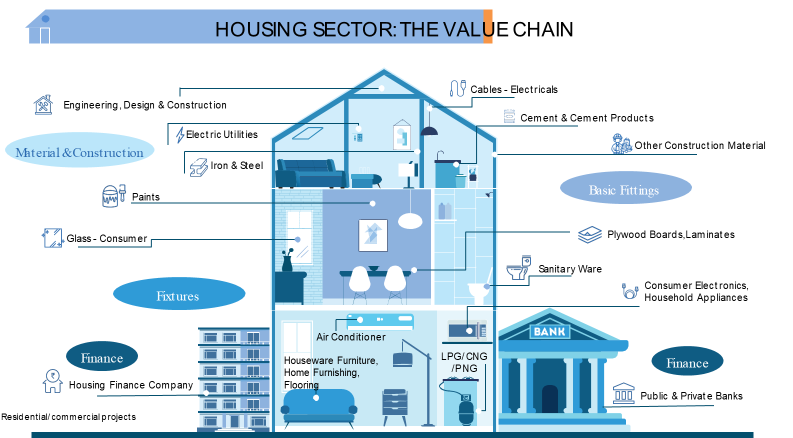 HOUSING SECTOR: THE VALUE CHAIN
Cables - Electricals
Engineering, Design & Construction
Cement & Cement Products
Electric Utilities
Other Construction Material
Material & Construction
Iron & Steel
Basic Fittings
Paints
Plywood Boards,Laminates
Glass - Consumer
Sanitary Ware
Consumer Electronics,
Household Appliances
Fixtures
BANK
Air Conditioner
LPG/CNG
/PNG
Finance
Houseware Furniture,
Home Furnishing,
Flooring
Finance
Housing Finance Company
Public & Private Banks
Residential/commercial projects